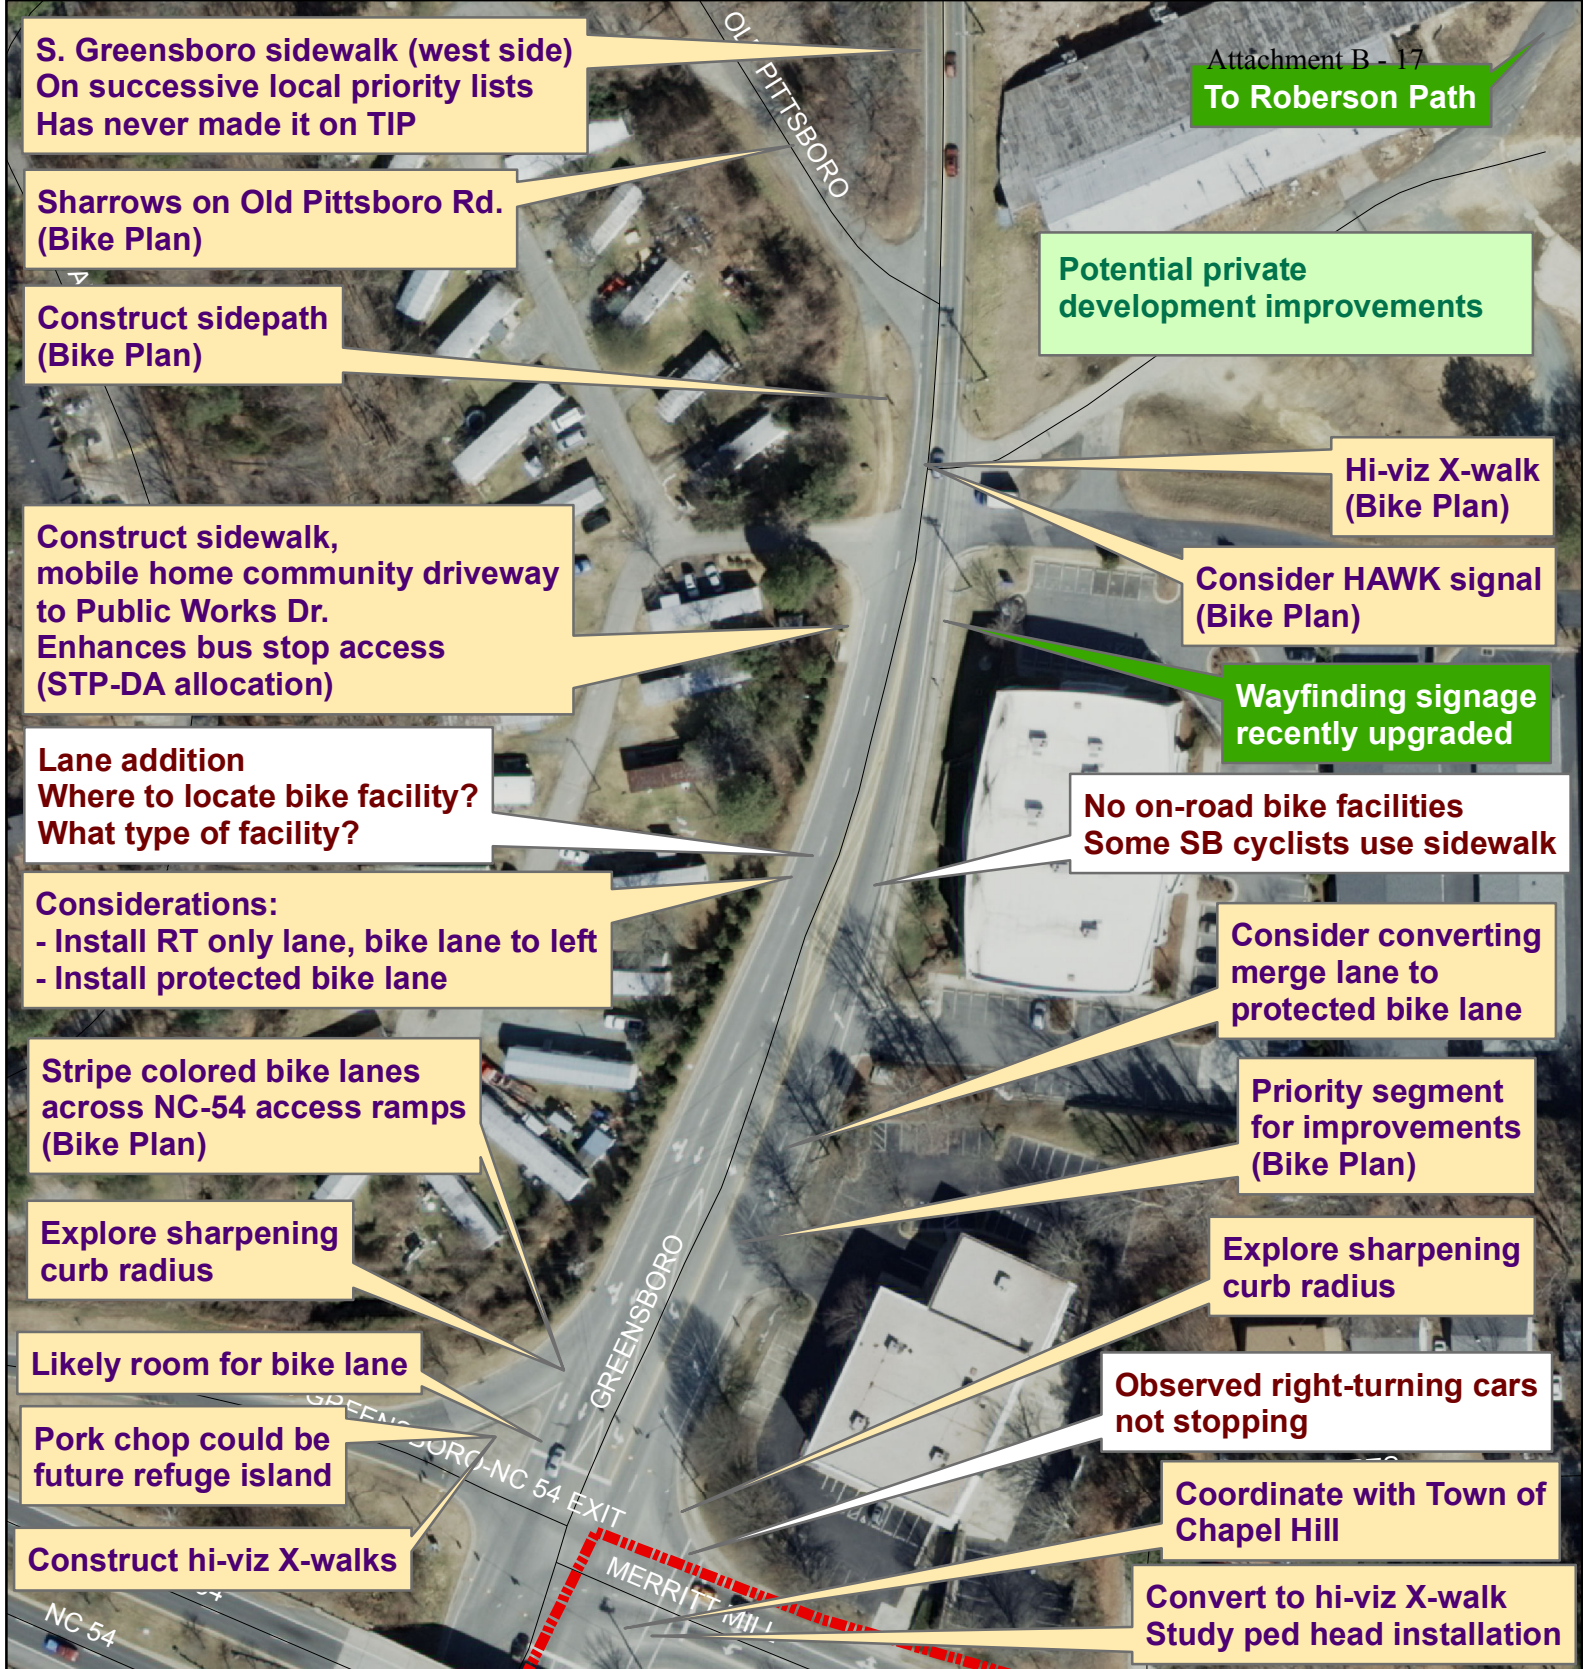 S. Greensboro sidewalk (west side)
On successive local priority lists
Has never made it on TIP
Attachment B - 17
To Roberson Path
PITTSBORO
Sharrows on Old Pittsboro Rd.
(Bike Plan)
Potential private
development improvements
Construct sidepath
(Bike Plan)
Hi-viz X-walk
(Bike Plan)
Construct sidewalk,
mobile home community driveway
to Public Works Dr.
Enhances bus stop access
(STP-DA allocation)
Consider HAWK signal
(Bike Plan)
Wayfinding signage
recently upgraded
Lane addition
Where to locate bike facility?
What type of facility?
No on-road bike facilities
Some SB cyclists use sidewalk
Considerations:
- Install RT only lane, bike lane to left
- Install protected bike lane
Consider converting
merge lane to
protected bike lane
Stripe colored bike lanes
across NC-54 access ramps
(Bike Plan)
Priority segment
for improvements
(Bike Plan)
Explore sharpening
curb radius
Explore sharpening
curb radius
GREENSBORO
Likely room for bike lane
Observed right-turning cars
not stopping
Pork chop could be
future refuge island
GREENSBORO-NC 54 EXIT
Coordinate with Town of
Chapel Hill
Construct hi-viz X-walks
MERRITT MILL
Convert to hi-viz X-walk
Study ped head installation
NC 54